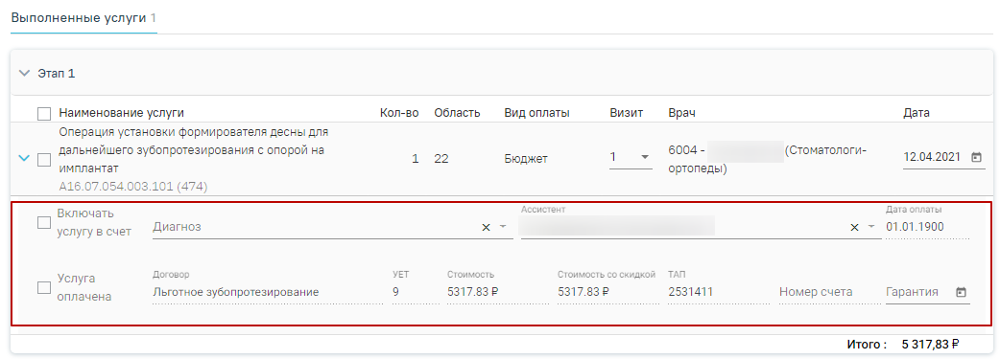 Выполненные услуги 1
Этап 1
Наименование услуги Кол-во Область Вид оплаты Визит Врач Дата
Операция установки формирователя десны для
дальнейшего зубопротезирования с опорой на
имплантат
A16.07.054.003.101 (474)
1 22 Бюджет 1
6004 - (Стоматологи-
ортопеды)
12.04.2021
Включать
услугу в счет
Диагноз
Ассистент
Дата оплаты
01.01.1900
Услуга
оплачена
Договор УЕТ Стоимость Стоимость со скидкой ТАП
Льготное зубопротезирование 9 5317.83 ₽ 5317.83 ₽ 2531411 Номер счета Гарантия
Итого : 5 317,83 ₽